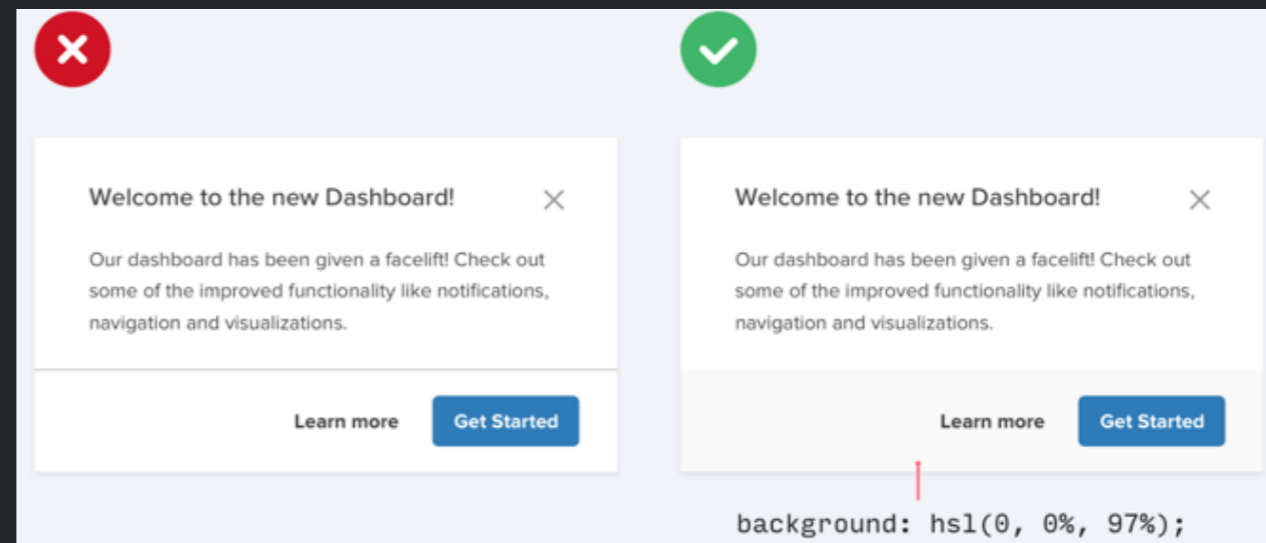 Welcome to the new Dashboard!
Our dashboard has been given a facelift! Check out
some of the improved functionality like notifications,
navigation and visualizations.
Learn more
Get Started
Welcome to the new Dashboard!
Our dashboard has been given a facelift! Check out
some of the improved functionality like notifications,
navigation and visualizations.
Learn more
Get Started
background: hsl(0, 0%, 97%);